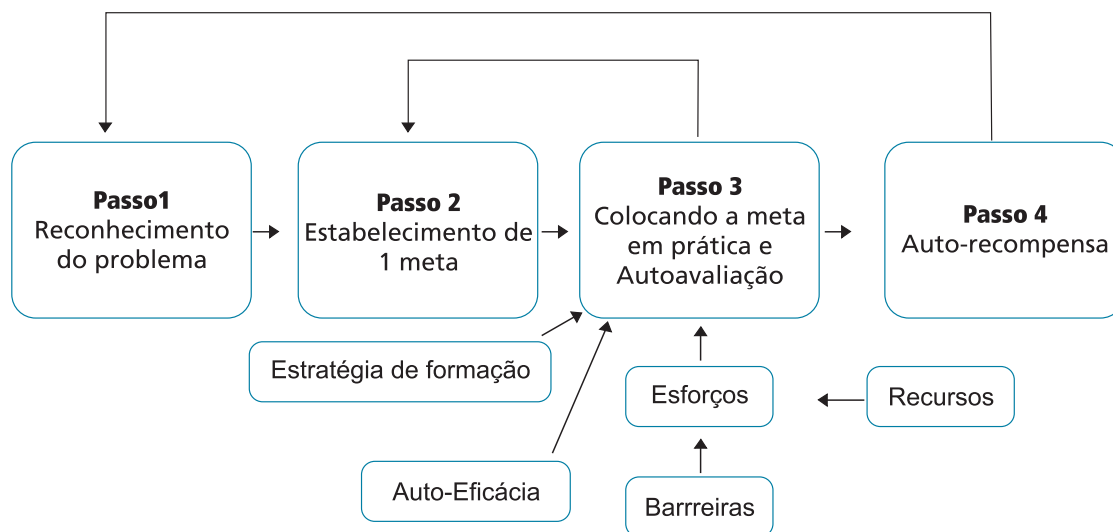 Passo1
Reconhecimento
do problema
Passo 2
Estabelecimento de
1 meta
Passo 3
Colocando a meta
em prática e
Autoavaliação
Passo 4
Auto-recompensa
Estratégia de formação
Esforços
Recursos
Auto-Eficácia
Barrreiras